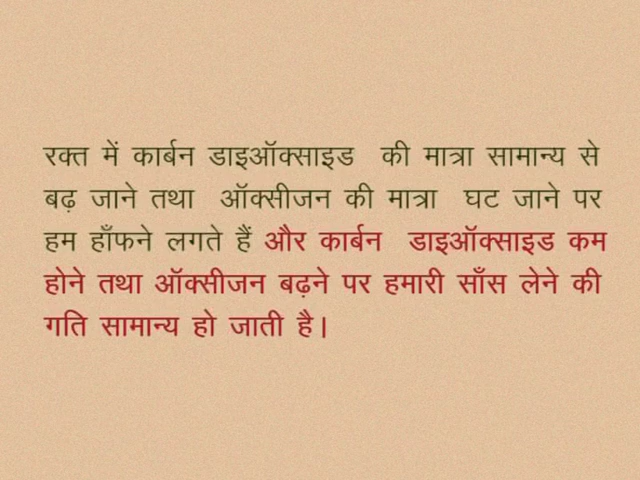 रक्त में कार्बन डाइऑक्साइड की मात्रा सामान्य से
बढ़ जाने तथा ऑक्सीजन की मात्रा घट जाने पर
हम हाँफने लगते हैं और कार्बन डाइऑक्साइड कम
होने तथा ऑक्सीजन बढ़ने पर हमारी साँस लेने की
गति सामान्य हो जाती है।